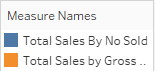 Measure Names
Total Sales By No Sold
Total Sales by Gross ..